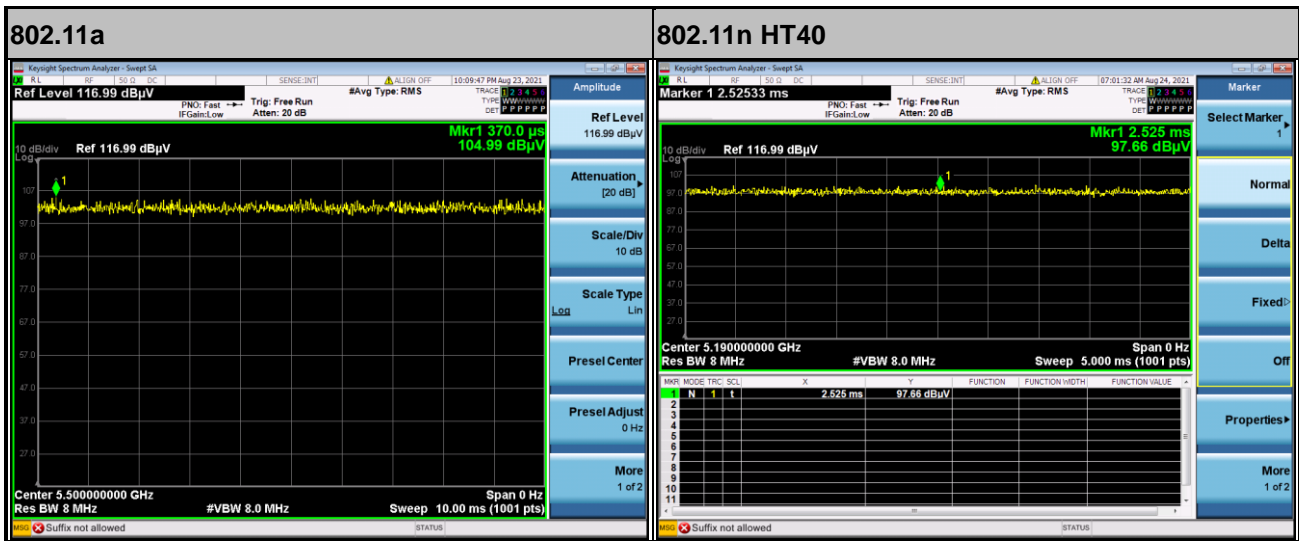 802.11a
Keysight Spectrum Analyzer - Swept SA
RL RF 50 Ω DC SENSE:INT ALIGN OFF 10:09:47 PM Aug 23, 2021
Ref Level 116.99 dBµV
#Avg Type: RMS
TRACE 1 2 3 4 5 6
PNO: Fast
Trig: Free Run
TYPE WWWWWW
IFGain:Low
Atten: 20 dB
DET P P P P P P
Mkr1 370.0 µs
10 dB/div Ref 116.99 dBµV
104.99 dBµV
Log
1
107
97.0
87.0
77.0
67.0
57.0
47.0
37.0
27.0
Center 5.500000000 GHz
Span 0 Hz
Res BW 8 MHz
#VBW 8.0 MHz
Sweep 10.00 ms (1001 pts)
MSG Suffix not allowed
STATUS
Amplitude
Ref Level
116.99 dBµV
Attenuation
[20 dB]
Scale/Div
10 dB
Scale Type
Log Lin
Presel Center
Presel Adjust
0 Hz
More
1 of 2
802.11n HT40
Keysight Spectrum Analyzer - Swept SA
RL RF 50 Ω DC SENSE:INT ALIGN OFF 07:01:32 AM Aug 24, 2021
Marker 1 2.52533 ms
#Avg Type: RMS
TRACE 1 2 3 4 5 6
PNO: Fast
Trig: Free Run
TYPE WWWWWW
IFGain:Low
Atten: 20 dB
DET P P P P P P
Mkr1 2.525 ms
10 dB/div Ref 116.99 dBµV
97.66 dBµV
Log
1
107
97.0
87.0
77.0
67.0
57.0
47.0
37.0
27.0
Center 5.190000000 GHz
Span 0 Hz
Res BW 8 MHz
#VBW 8.0 MHz
Sweep 5.000 ms (1001 pts)
MKR MODE TRC SCL X Y FUNCTION FUNCTION WIDTH FUNCTION VALUE
1 N 1 t 2.525 ms 97.66 dBuV
2
3
4
5
6
7
8
9
10
11
MSG Suffix not allowed
STATUS
Marker
Select Marker
1
Normal
Delta
Fixed
Off
Properties
More
1 of 2